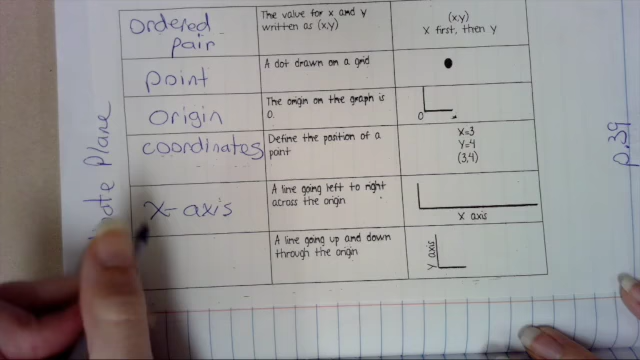 Ordered
pair
The value for x and y
written as (x,y)
(x,y)
X first, then Y
point
A dot drawn on a grid
origin
The origin on the graph is
0.
0
coordinates
Define the position of a
point
X=3
Y=4
(3,4)
x-axis
A line going left to right
across the origin
X axis
A line going up and down
through the origin
Y axis
Plane
p.39